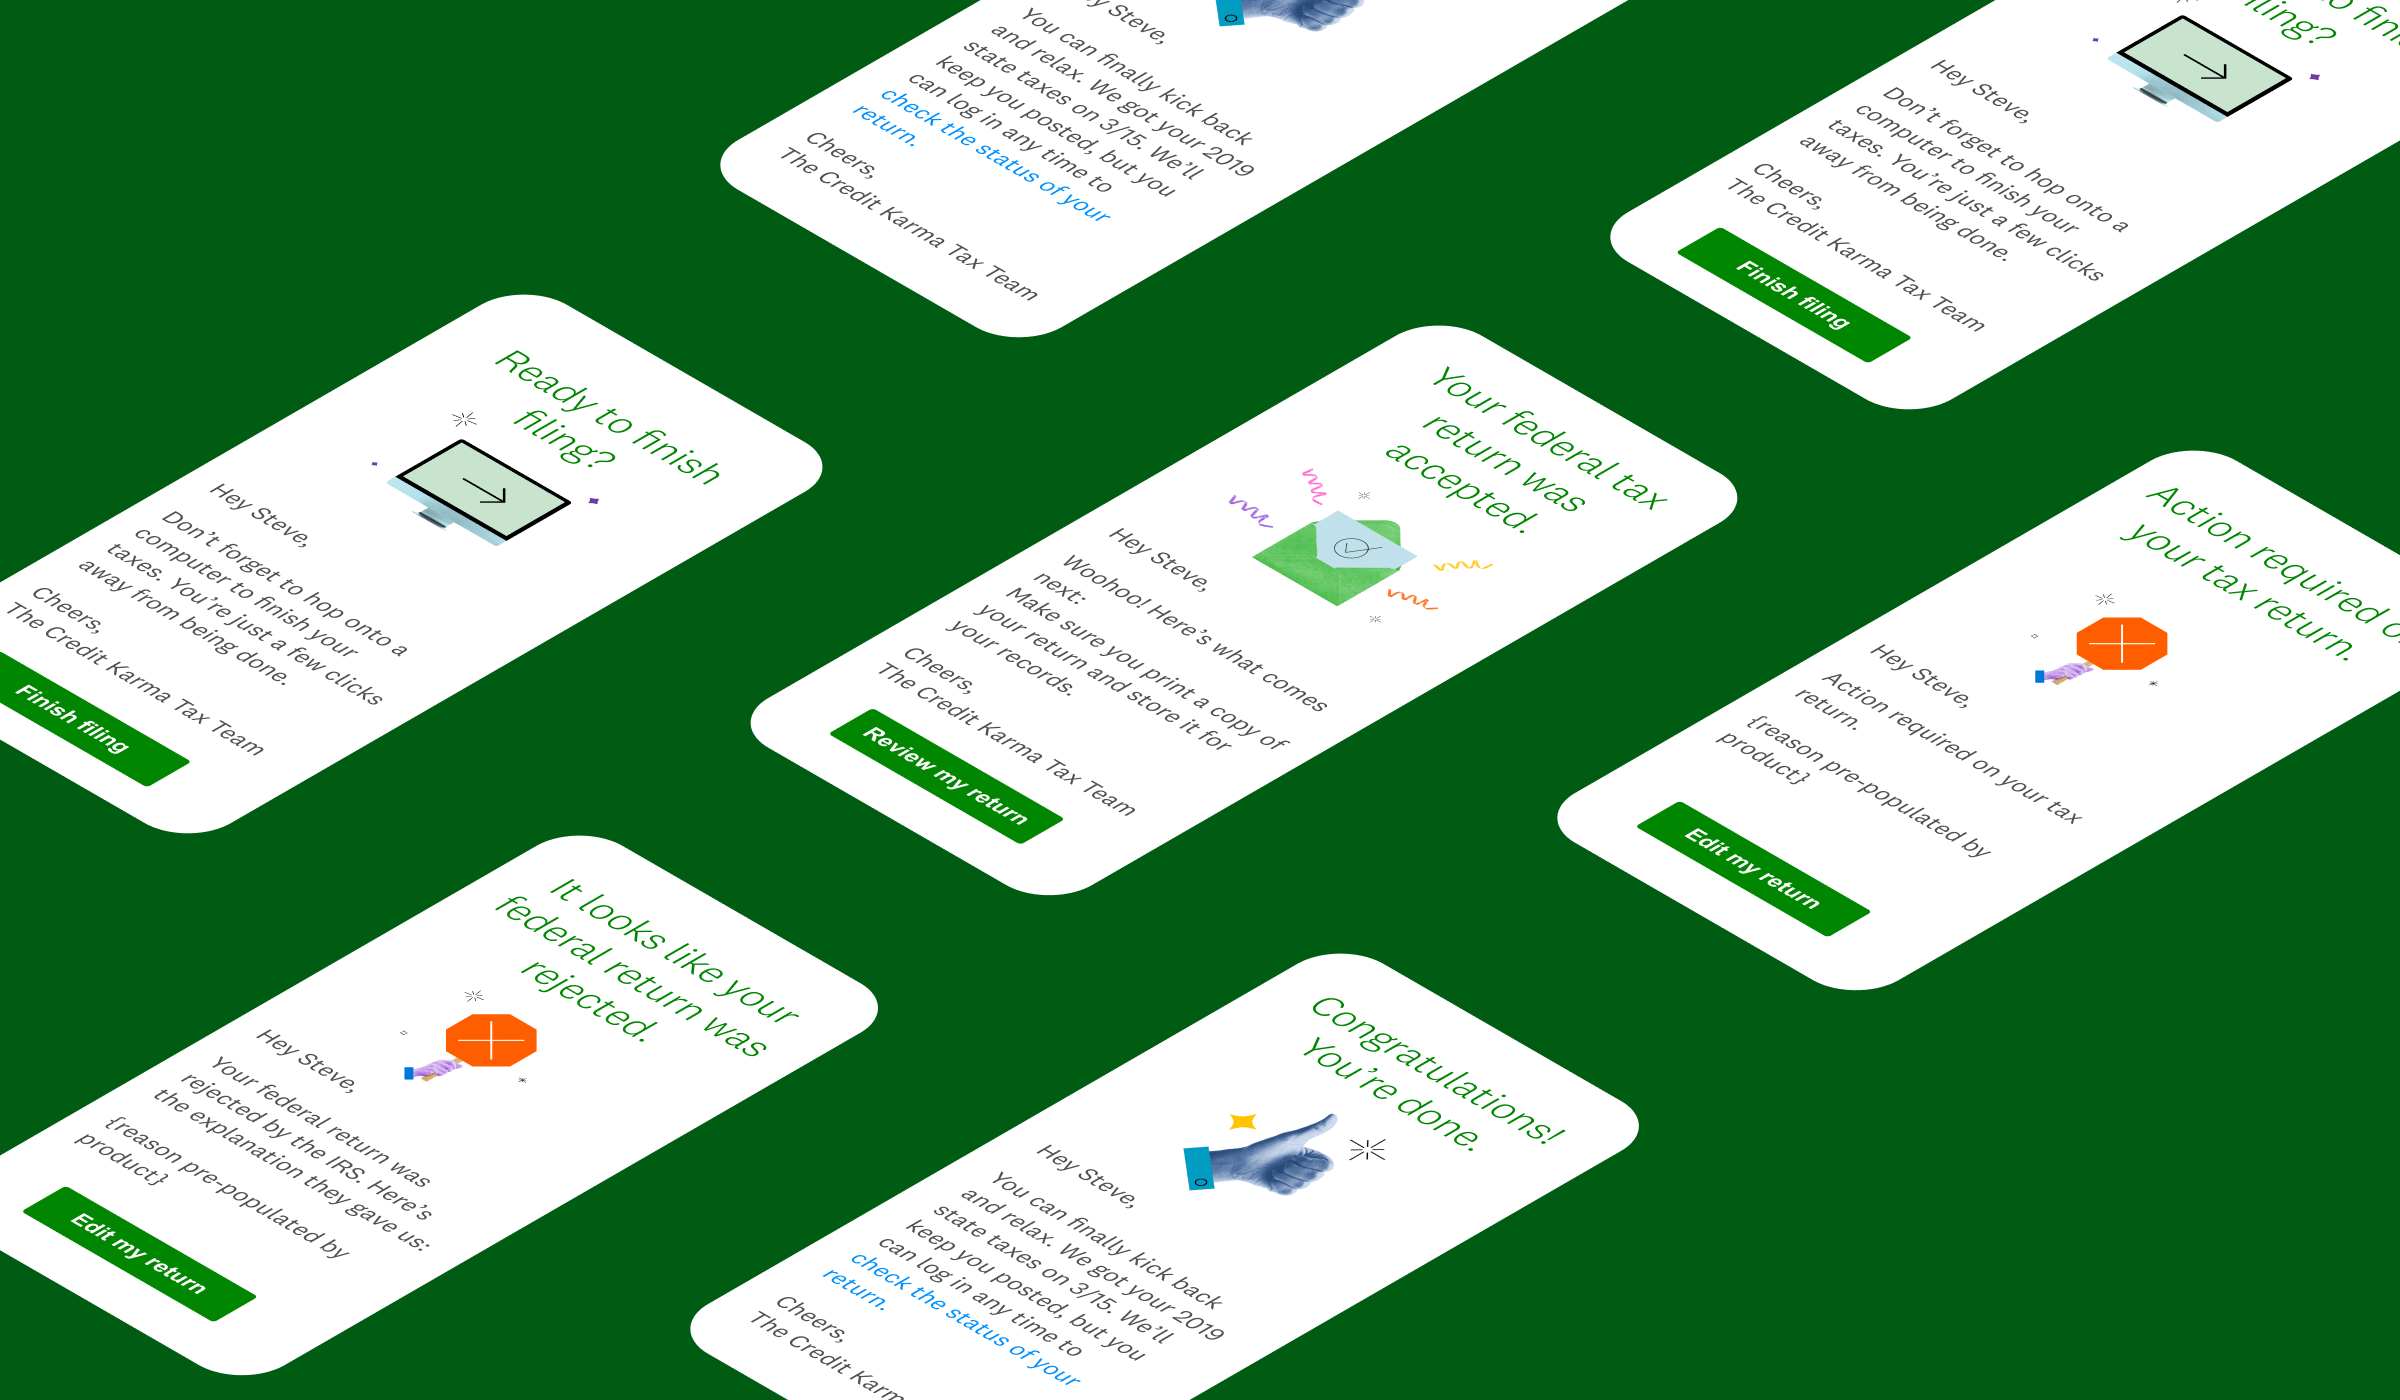 y Steve,
You can finally kick back
and relax. We got your 2019
state taxes on 3/15. We'll
keep you posted, but you
can log in any time to
check the status of your
return.
Cheers,
The Credit Karma Tax Team
filing?
Hey Steve,
Don't forget to hop onto a
computer to finish your
taxes. You're just a few clicks
away from being done.
Cheers,
The Credit Karma Tax Team
Finish filing
Ready to finish
filing?
Hey Steve,
Don't forget to hop onto a
computer to finish your
taxes. You're just a few clicks
away from being done.
Cheers,
The Credit Karma Tax Team
Finish filing
Your federal tax
return was
accepted.
Hey Steve,
Woohoo! Here's what comes
next:
Make sure you print a copy of
your return and store it for
your records.
Cheers,
The Credit Karma Tax Team
Review my return
Action required
your tax return.
Hey Steve,
Action required on your tax
return.
{reason pre-populated by
product}
Edit my return
It looks like your
federal return was
rejected.
Hey Steve,
Your federal return was
rejected by the IRS. Here's
the explanation they gave us:
{reason pre-populated by
product}
Edit my return
Congratulations!
You're done.
Hey Steve,
You can finally kick back
and relax. We got your 2019
state taxes on 3/15. We'll
keep you posted, but you
can log in any time to
check the status of your
return.
Cheers,
The Credit Karm